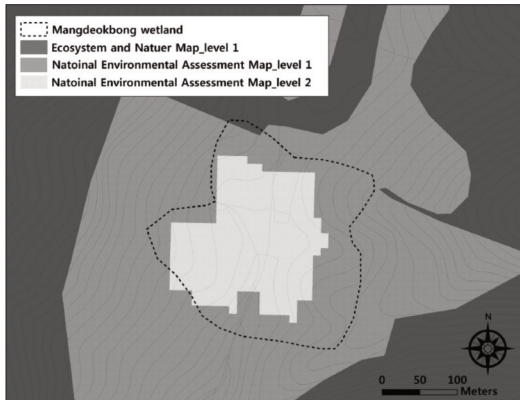 Mangdeokbong wetland
Ecosystem and Natuer Map_level 1
Natoinal Environmental Assessment Map_level 1
Natoinal Environmental Assessment Map_level 2
N
0 50 100
Meters